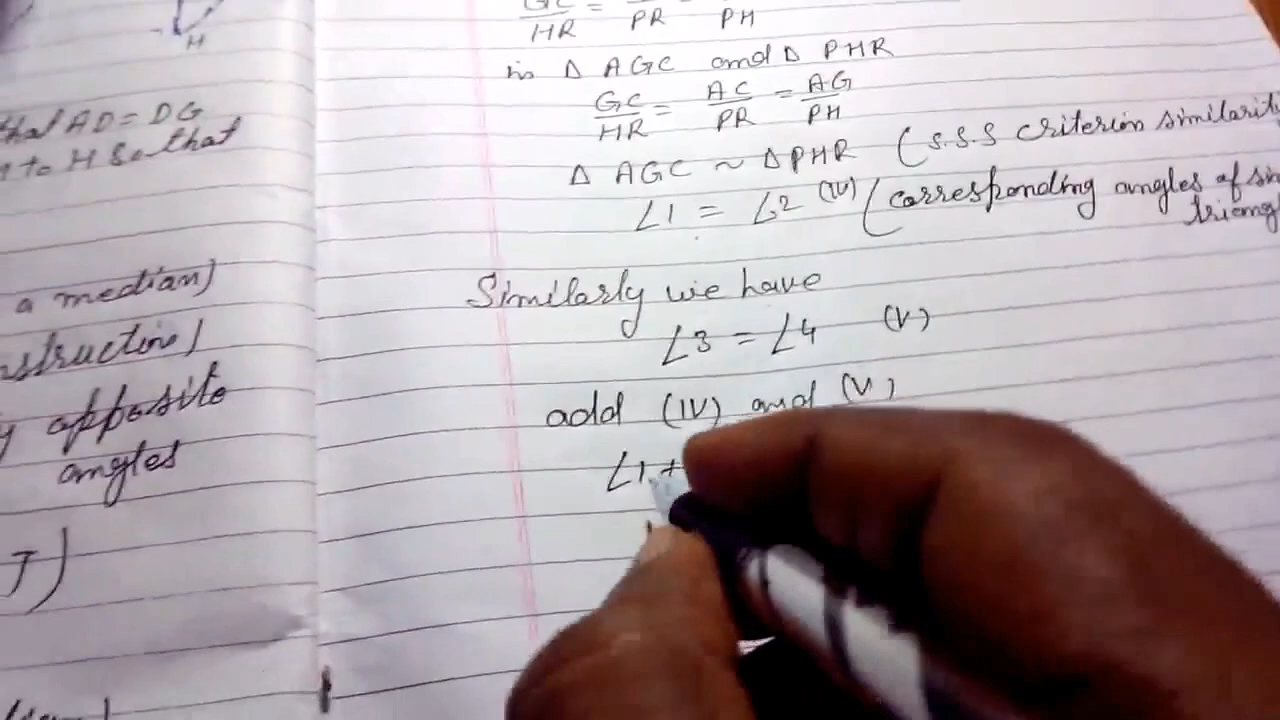 H
that AD = DG
to H So that
a median)
opposite
angles
GC/HR = /PR = /PH
in Δ AGC and Δ PHR
GC/HR = AC/PR = AG/PH
Δ AGC ~ Δ PHR ( S.S.S criterion similarit
∠1 = ∠2 (IV) ( corresponding angles of sim
triang
Similarly we have
∠3 = ∠4 (V)
add (IV) and (V)
∠1 +